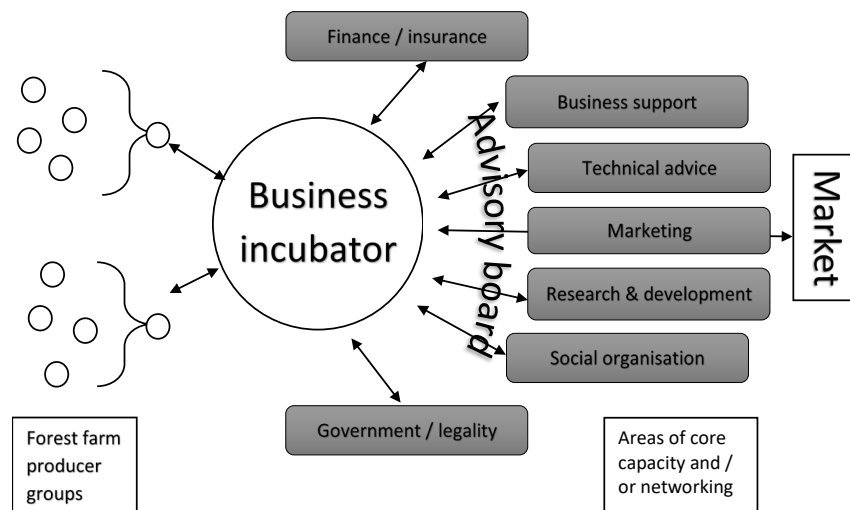 Finance / insurance
Business support
Technical advice
Marketing
Research & development
Social organisation
Government / legality
Business
incubator
Advisory board
Market
Forest farm
producer
groups
Areas of core
capacity and /
or networking